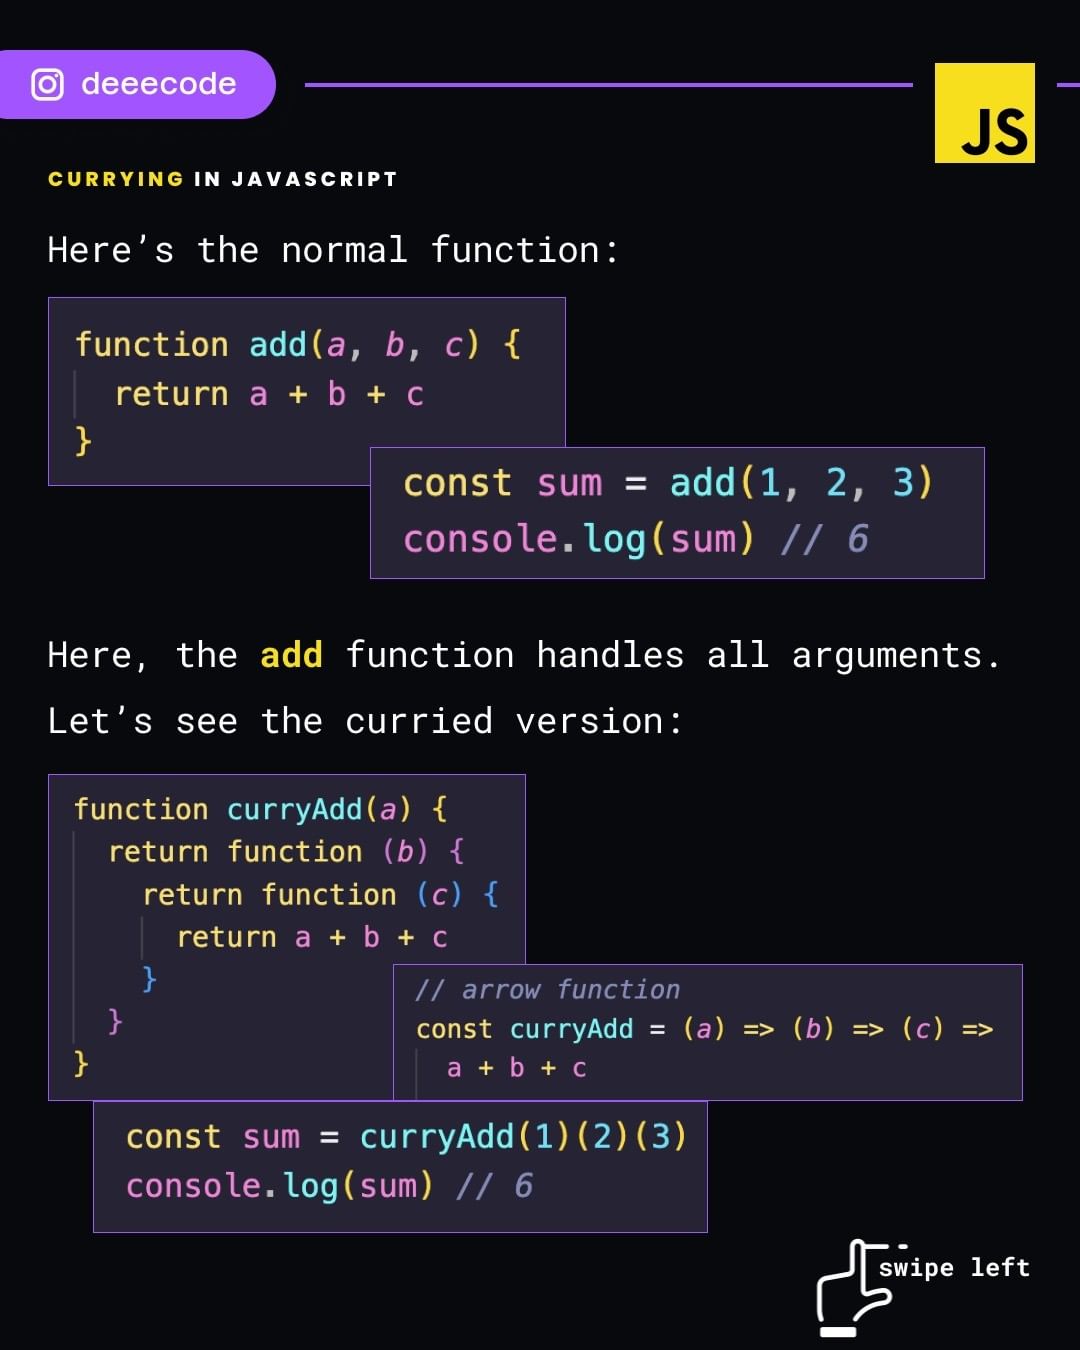 deeecode
JS
CURRYING IN JAVASCRIPT
Here’s the normal function:
function add(a, b, c) {
return a + b + c
}
const sum = add(1, 2, 3)
console.log(sum) // 6
Here, the add function handles all arguments.
Let’s see the curried version:
function curryAdd(a) {
return function (b) {
return function (c) {
return a + b + c
}
}
}
// arrow function
const curryAdd = (a) => (b) => (c) =>
a + b + c
const sum = curryAdd(1)(2)(3)
console.log(sum) // 6
swipe left